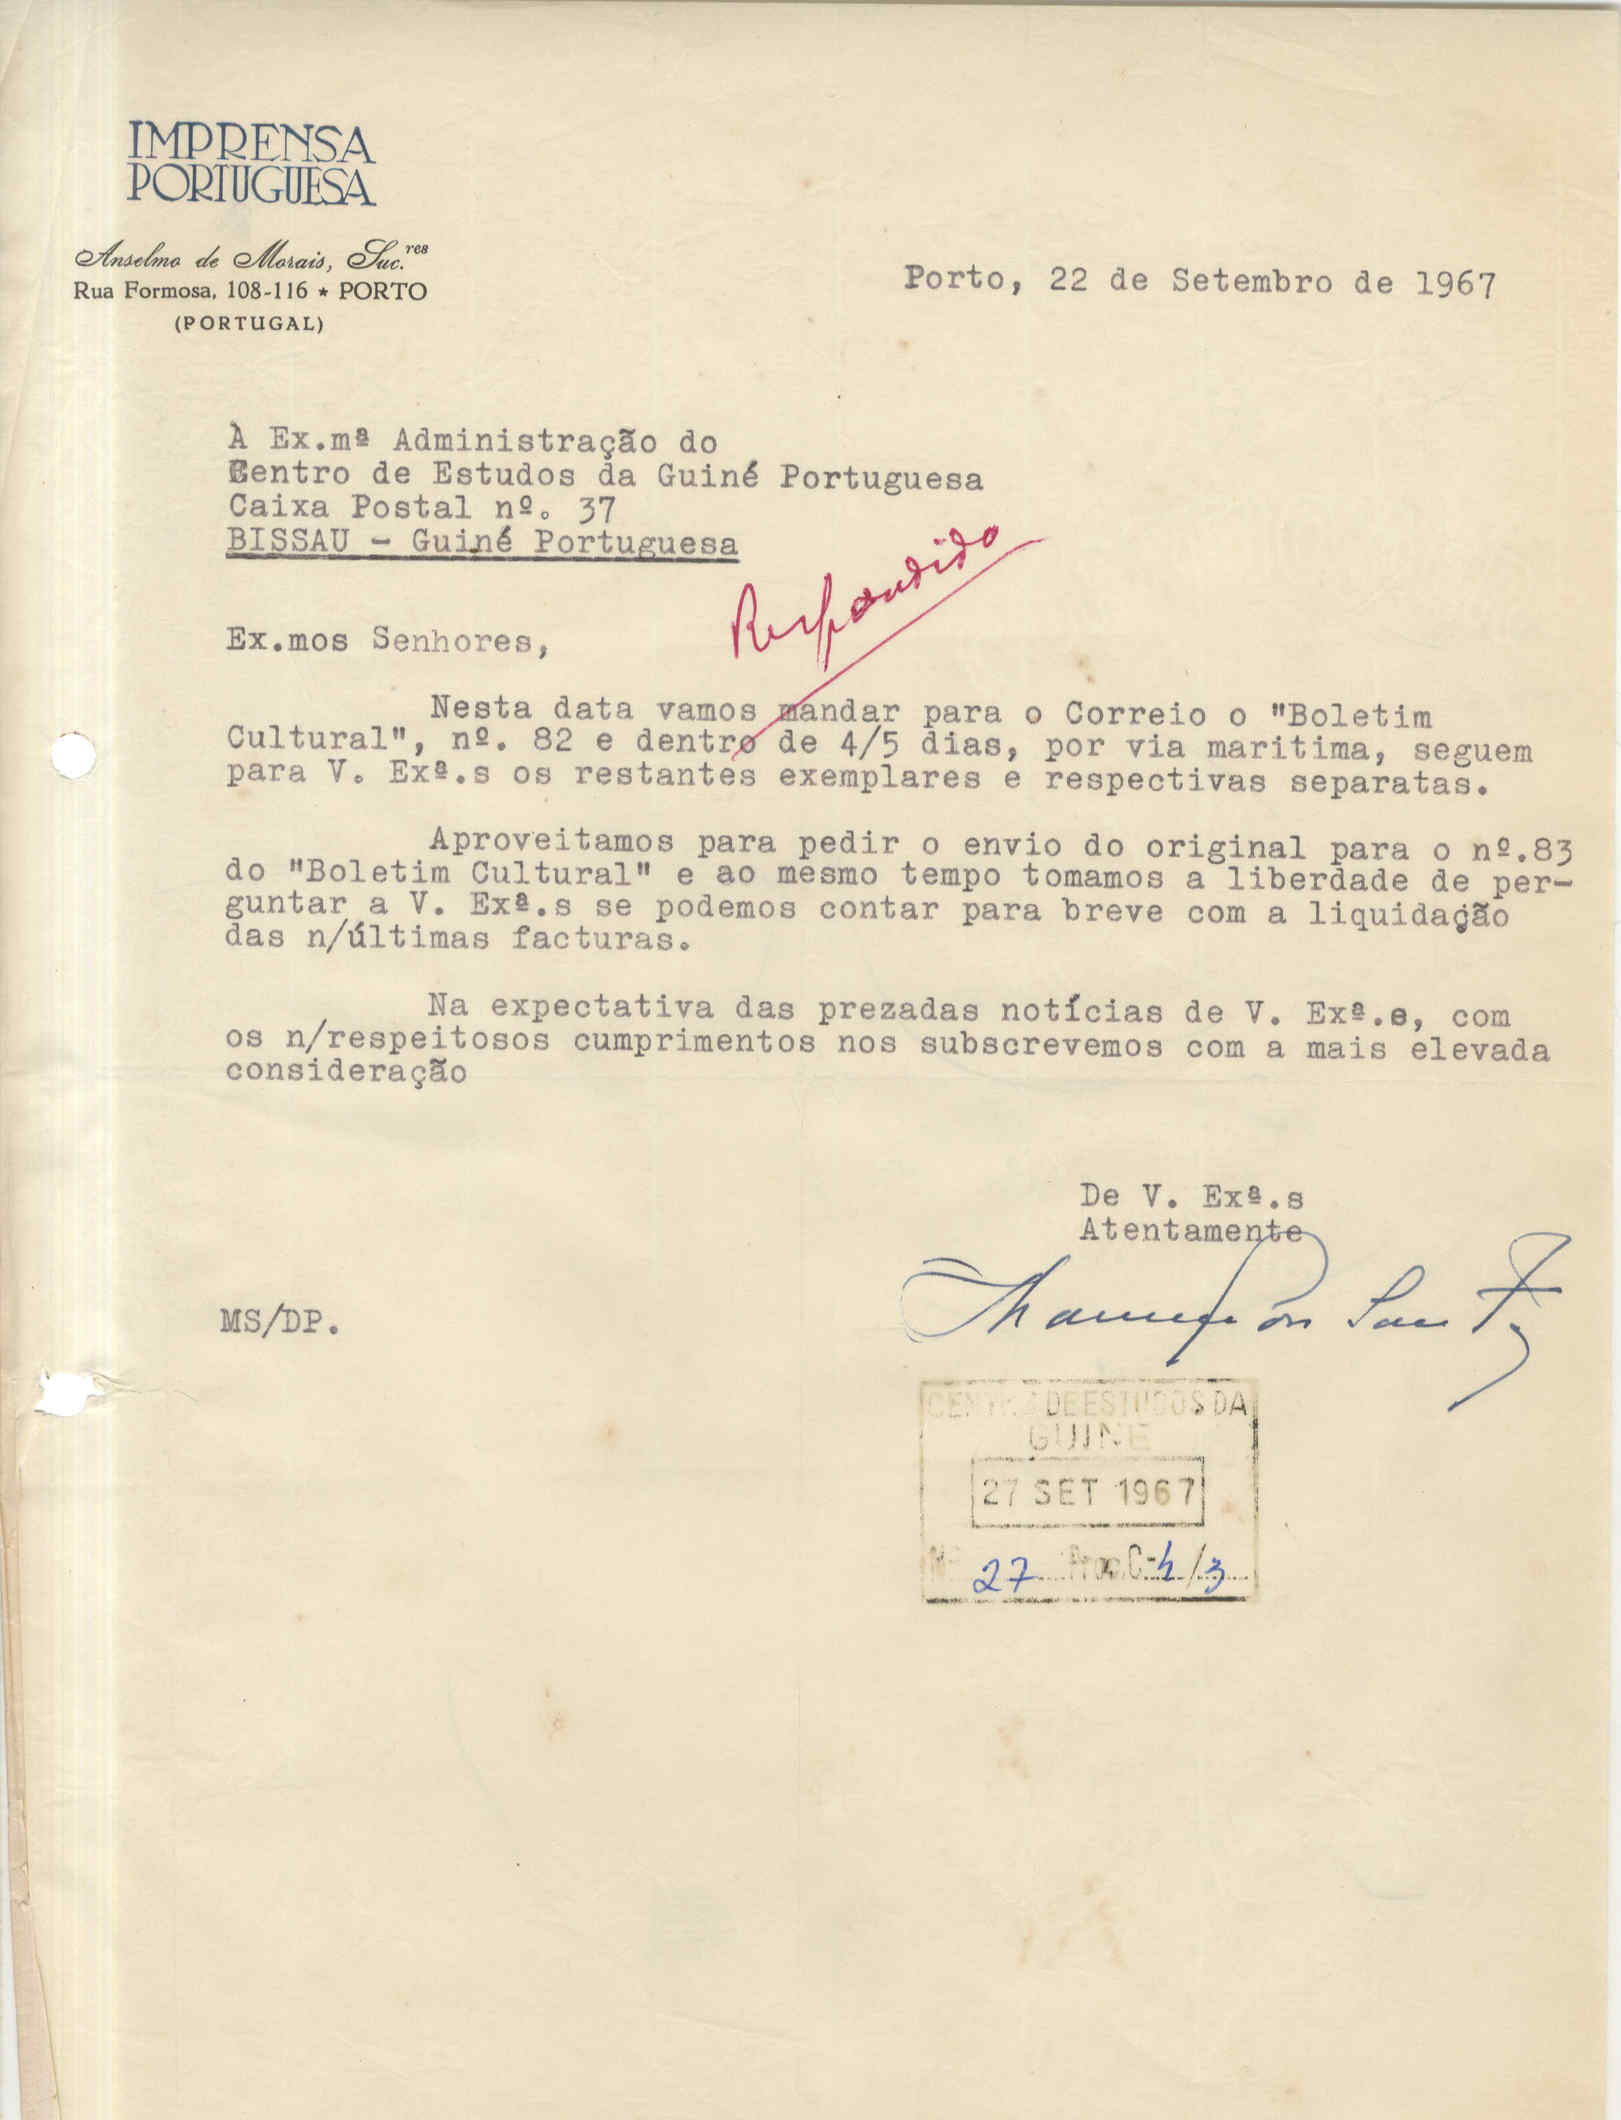 IMPRENSA
PORTUGUESA
Anselmo de Morais, Suc.res
Rua Formosa, 108-116 ★ PORTO
(PORTUGAL)
Porto, 22 de Setembro de 1967
À Ex.mª Administração do
Centro de Estudos da Guiné Portuguesa
Caixa Postal nº. 37
BISSAU - Guiné Portuguesa
Respondido
Ex.mos Senhores,
Nesta data vamos mandar para o Correio o "Boletim
Cultural", nº. 82 e dentro de 4/5 dias, por via maritima, seguem
para V. Exª.s os restantes exemplares e respectivas separatas.
Aproveitamos para pedir o envio do original para o nº.83
do "Boletim Cultural" e ao mesmo tempo tomamos a liberdade de per-
guntar a V. Exª.s se podemos contar para breve com a liquidação
das n/últimas facturas.
Na expectativa das prezadas notícias de V. Exª.s, com
os n/respeitosos cumprimentos nos subscrevemos com a mais elevada
consideração
De V. Exª.s
Atentamente
MS/DP.
CENTRO DE ESTUDOS DA
GUINÉ
27 SET 1967
Nº 27 Proc. C-4/3